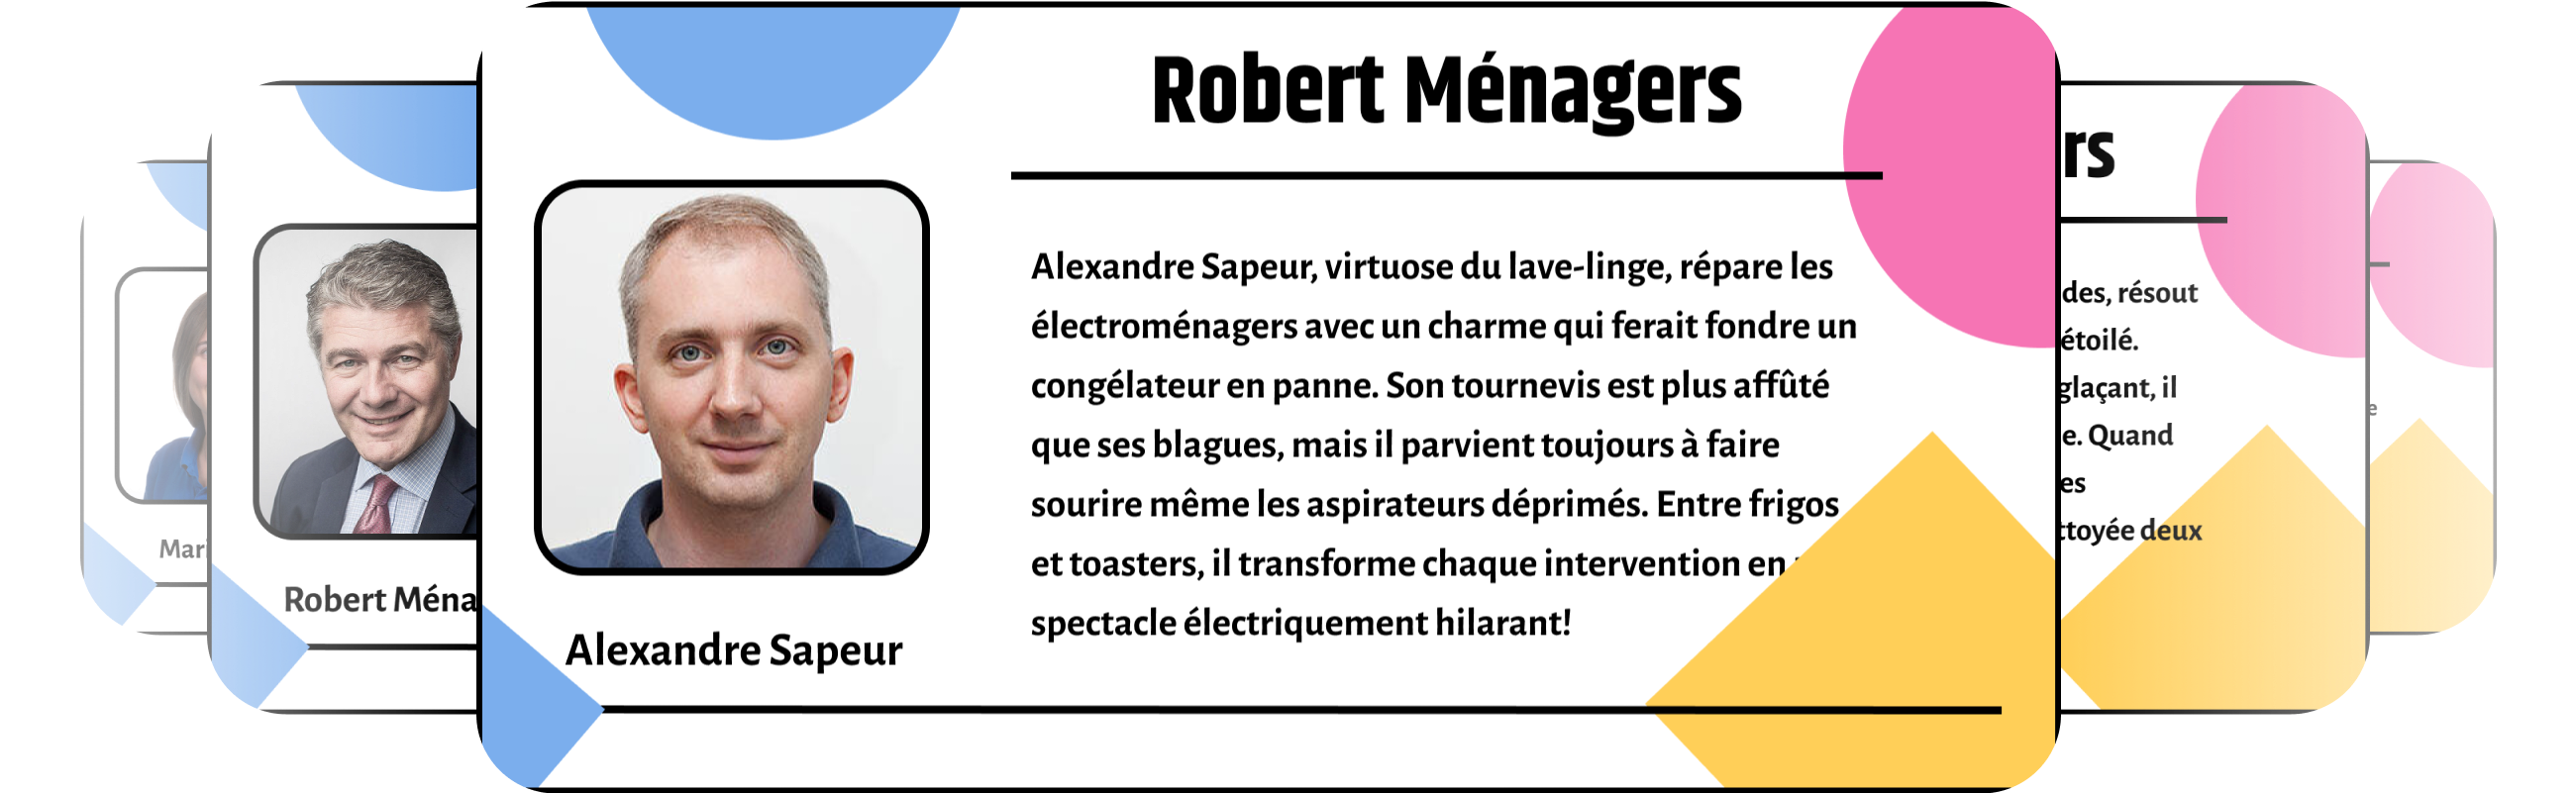 Robert Ménagers
Alexandre Sapeur, virtuose du lave-linge, répare les
électroménagers avec un charme qui ferait fondre un
congélateur en panne. Son tournevis est plus affûté
que ses blagues, mais il parvient toujours à faire
sourire même les aspirateurs déprimés. Entre frigos
et toasters, il transforme chaque intervention en
spectacle électriquement hilarant!
Alexandre Sapeur
Mari
Robert Ména
rs
des, résout
étoilé.
glaçant, il
e. Quand
es
ttoyée deux
e